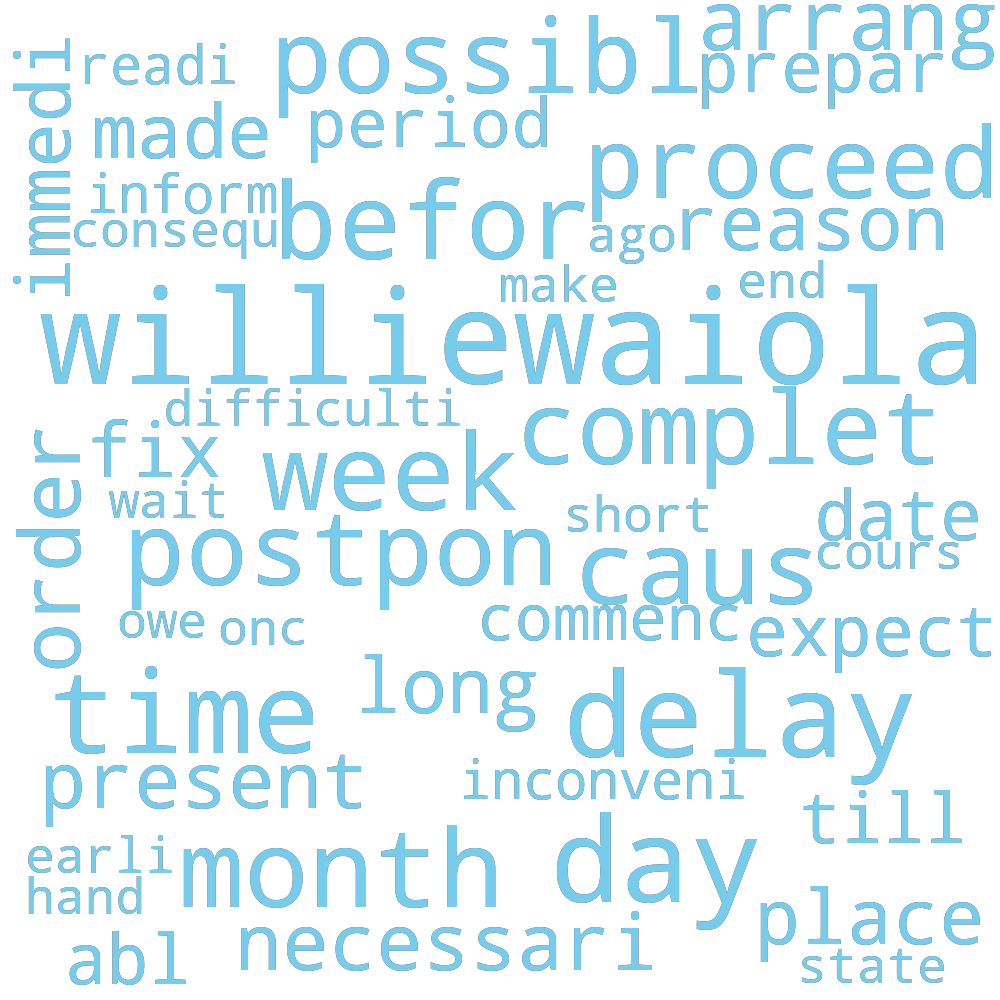 arrang
possibl
readi
prepar
immedi
made
period
proceed
inform
befor
consequ
ago
reason
make
end
williewaiola
difficulti
complet
fix
week
wait
order
short
date
postpon
caus
cours
owe
onc
commenc
expect
long
time
delay
present
inconveni
till
earli
month
day
hand
place
necessari
abl
state